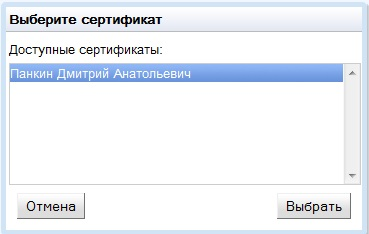 Выберите сертификат
Доступные сертификаты:
Панкин Дмитрий Анатольевич
Отмена Выбрать